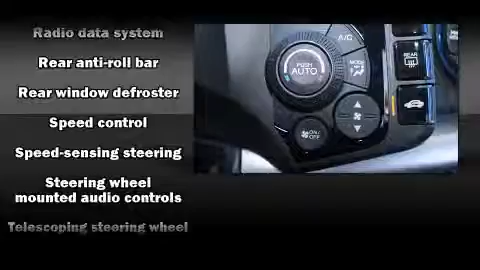 Radio data system
Rear anti-roll bar
Rear window defroster
Speed control
Speed-sensing steering
Steering wheel
mounted audio controls
Telescoping steering wheel
A/C
PUSH
AUTO
MODE
REAR
ON/
OFF